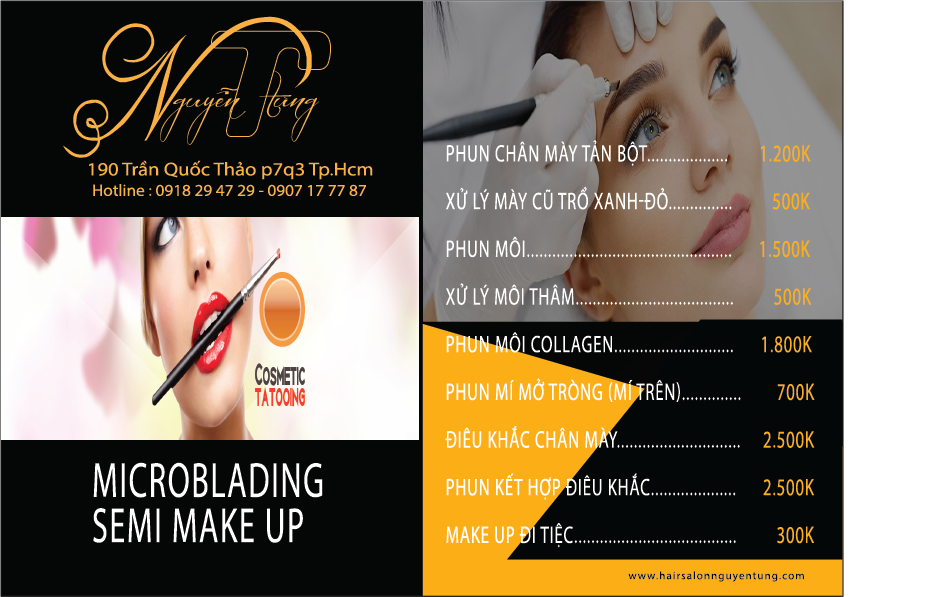 Nguyễn Tùng
190 Trần Quốc Thảo p7q3 Tp.Hcm
Hotline : 0918 29 47 29 - 0907 17 77 87
COSMETIC
TATOOING
MICROBLADING
SEMI MAKE UP
PHUN CHÂN MÀY TẢN BỘT................... 1.200K
XỬ LÝ MÀY CŨ TRỔ XANH-ĐỎ............... 500K
PHUN MÔI................................................ 1.500K
XỬ LÝ MÔI THÂM..................................... 500K
PHUN MÔI COLLAGEN............................ 1.800K
PHUN MÍ MỞ TRÒNG (MÍ TRÊN).............. 700K
ĐIÊU KHẮC CHÂN MÀY............................. 2.500K
PHUN KẾT HỢP ĐIÊU KHẮC.................... 2.500K
MAKE UP ĐI TIỆC...................................... 300K
www.hairsalonnguyentung.com